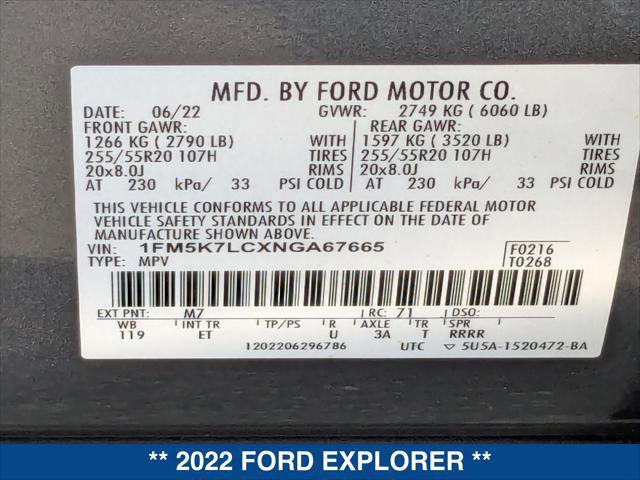 MFD. BY FORD MOTOR CO.
DATE: 06/22 GVWR: 2749 KG ( 6060 LB)
FRONT GAWR: REAR GAWR:
1266 KG ( 2790 LB) WITH 1597 KG ( 3520 LB) WITH
255/55R20 107H TIRES 255/55R20 107H TIRES
20x8.0J RIMS 20x8.0J RIMS
AT 230 kPa/ 33 PSI COLD AT 230 kPa/ 33 PSI COLD
THIS VEHICLE CONFORMS TO ALL APPLICABLE FEDERAL MOTOR
VEHICLE SAFETY STANDARDS IN EFFECT ON THE DATE OF
MANUFACTURE SHOWN ABOVE.
VIN: 1FM5K7LCXNGA67665 F0216
TYPE: MPV T0268
EXT PNT: M7 RC: 71 DSO:
WB INT TR TP/PS R AXLE TR SPR
119 ET U 3A T RRRR
1202206296786 UTC ▽ 5U5A-1520472-BA
** 2022 FORD EXPLORER **